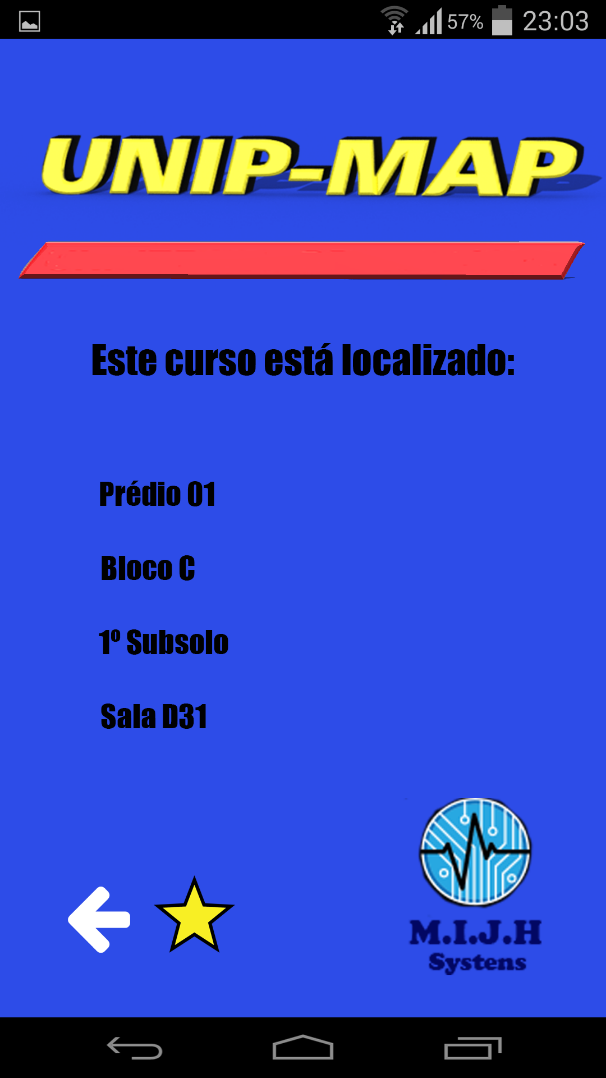 57% 23:03
UNIP-MAP
Este curso está localizado:
Prédio 01
Bloco C
1º Subsolo
Sala D31
M.I.J.H
Systens